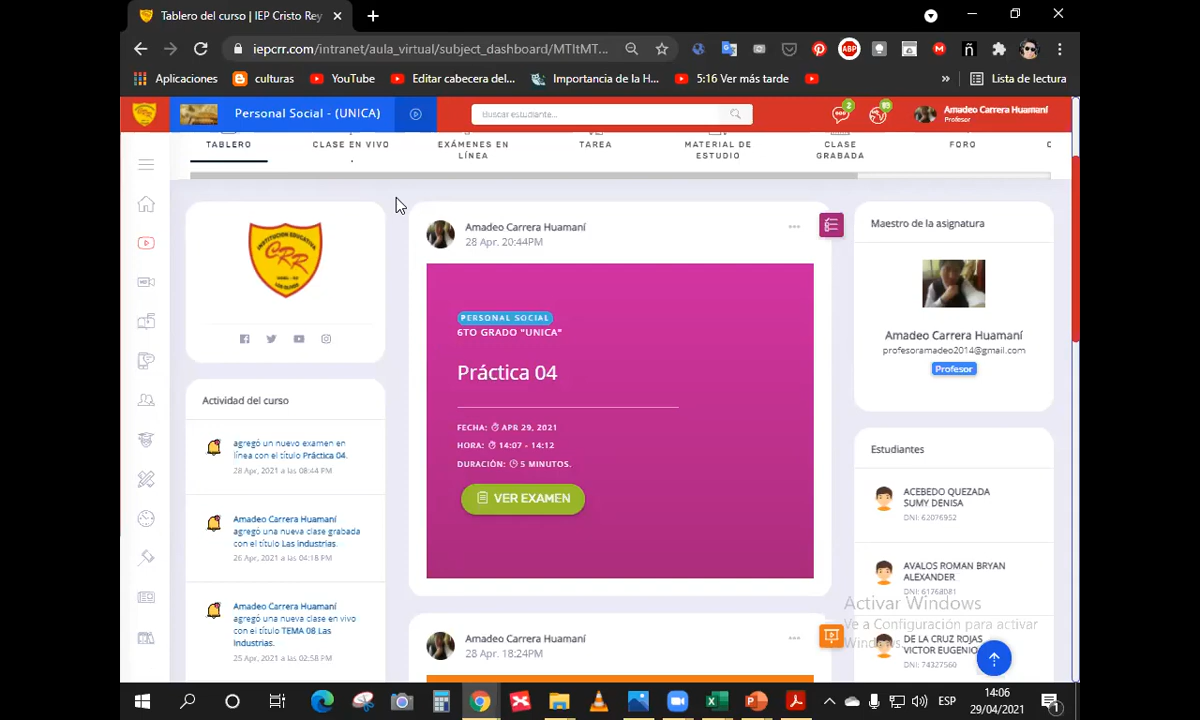 Tablero del curso | IEP Cristo Rey
iepcrr.com/intranet/aula_virtual/subject_dashboard/MTItMT...
Aplicaciones
culturas
YouTube
Editar cabecera del...
Importancia de la H...
5:16 Ver más tarde
»
Lista de lectura
Personal Social - (UNICA)
Buscar estudiante...
2
Amadeo Carrera Huamaní
Profesor
TABLERO
CLASE EN VIVO
EXÁMENES EN
LÍNEA
TAREA
MATERIAL DE
ESTUDIO
CLASE
GRABADA
FORO
C
INSTITUCION EDUCATIVA
CRR
LOS OLIVOS
Actividad del curso
agregó un nuevo examen en
línea con el título Práctica 04.
28 Apr, 2021 a las 08:44 PM
Amadeo Carrera Huamaní
agregó una nueva clase grabada
con el título Las Industrias.
26 Apr, 2021 a las 04:18 PM
Amadeo Carrera Huamaní
agregó una nueva clase en vivo
con el título TEMA 08 Las
Industrias.
25 Apr, 2021 a las 02:58 PM
Amadeo Carrera Huamaní
28 Apr, 20:44PM
PERSONAL SOCIAL
6TO GRADO "UNICA"
Práctica 04
FECHA: APR 29, 2021
HORA: 14:07 - 14:12
DURACIÓN: 5 MINUTOS.
VER EXAMEN
Amadeo Carrera Huamaní
28 Apr, 18:24PM
Maestro de la asignatura
Amadeo Carrera Huamaní
profesoramadeo2014@gmail.com
Profesor
Estudiantes
ACEBEDO QUEZADA
SUMY DENISA
DNI: 62076952
AVALOS ROMAN BRYAN
ALEXANDER
DNI: 61768081
DE LA CRUZ ROJAS
VICTOR EUGENIO
DNI: 74327560
Activar Windows
Ve a Configuración para activar
Windows.
ESP
14:06
29/04/2021
1